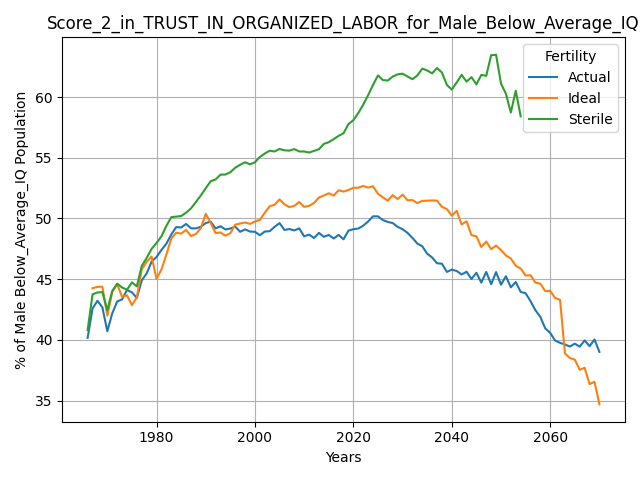 Score_2_in_TRUST_IN_ORGANIZED_LABOR_for_Male_Below_Average_IQ
Fertility
Actual
Ideal
Sterile
% of Male Below_Average_IQ Population
60
55
50
45
40
35
1980
2000
2020
2040
2060
Years